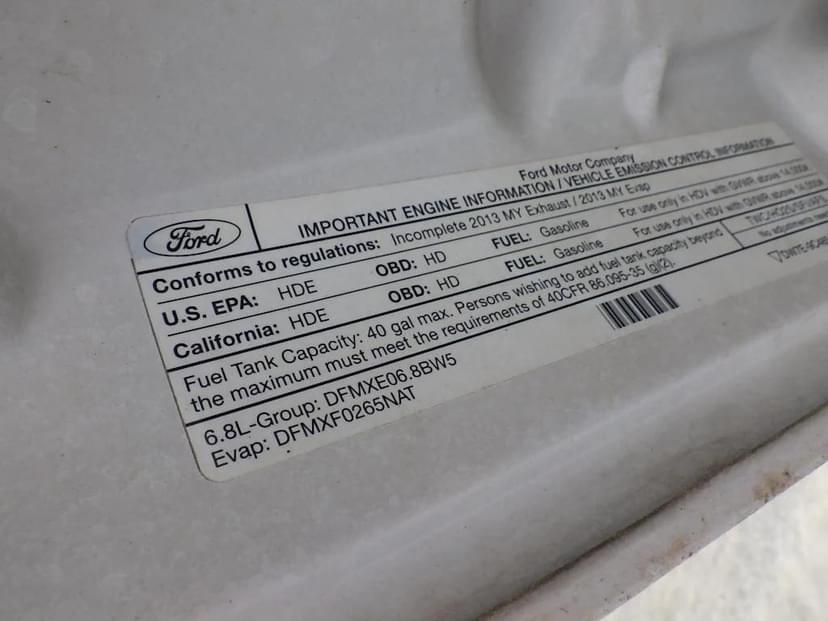 Ford
Ford Motor Company
IMPORTANT ENGINE INFORMATION / VEHICLE EMISSION CONTROL INFORMATION
Conforms to regulations: Incomplete 2013 MY Exhaust / 2013 MY Evap
U.S. EPA: HDE OBD: HD FUEL: Gasoline For use only in HDV with GVWR above 14,000#
California: HDE OBD: HD FUEL: Gasoline For use only in HDV with GVWR above 14,000#
Fuel Tank Capacity: 40 gal max. Persons wishing to add fuel tank capacity beyond
the maximum must meet the requirements of 40CFR 86.095-35 (g)(2).
No adjustments
6.8L-Group: DFMXE06.8BW5
Evap: DFMXF0265NAT